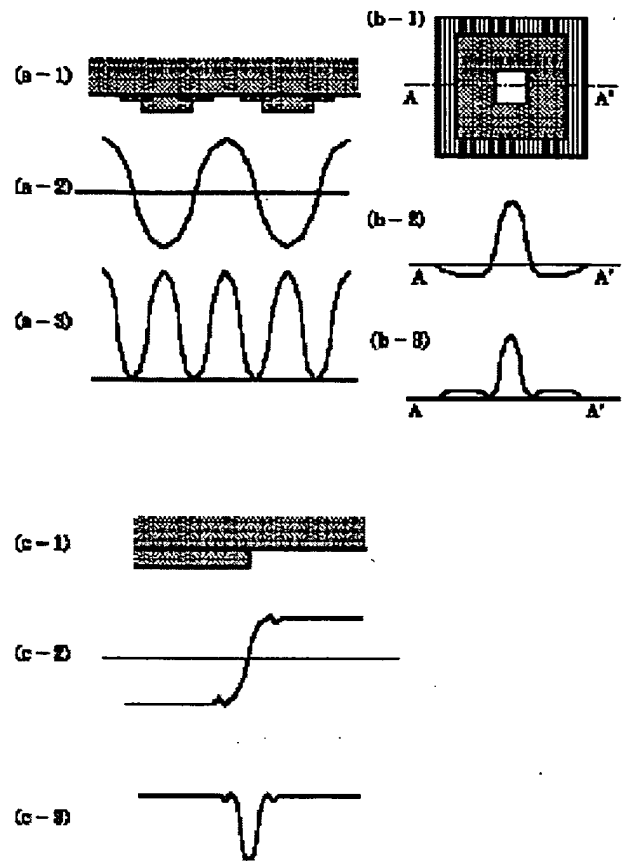 (a-1)
(a-2)
(a-3)
(b-1)
A A'
(b-2)
A A'
(b-3)
A A'
(c-1)
(c-2)
(c-3)